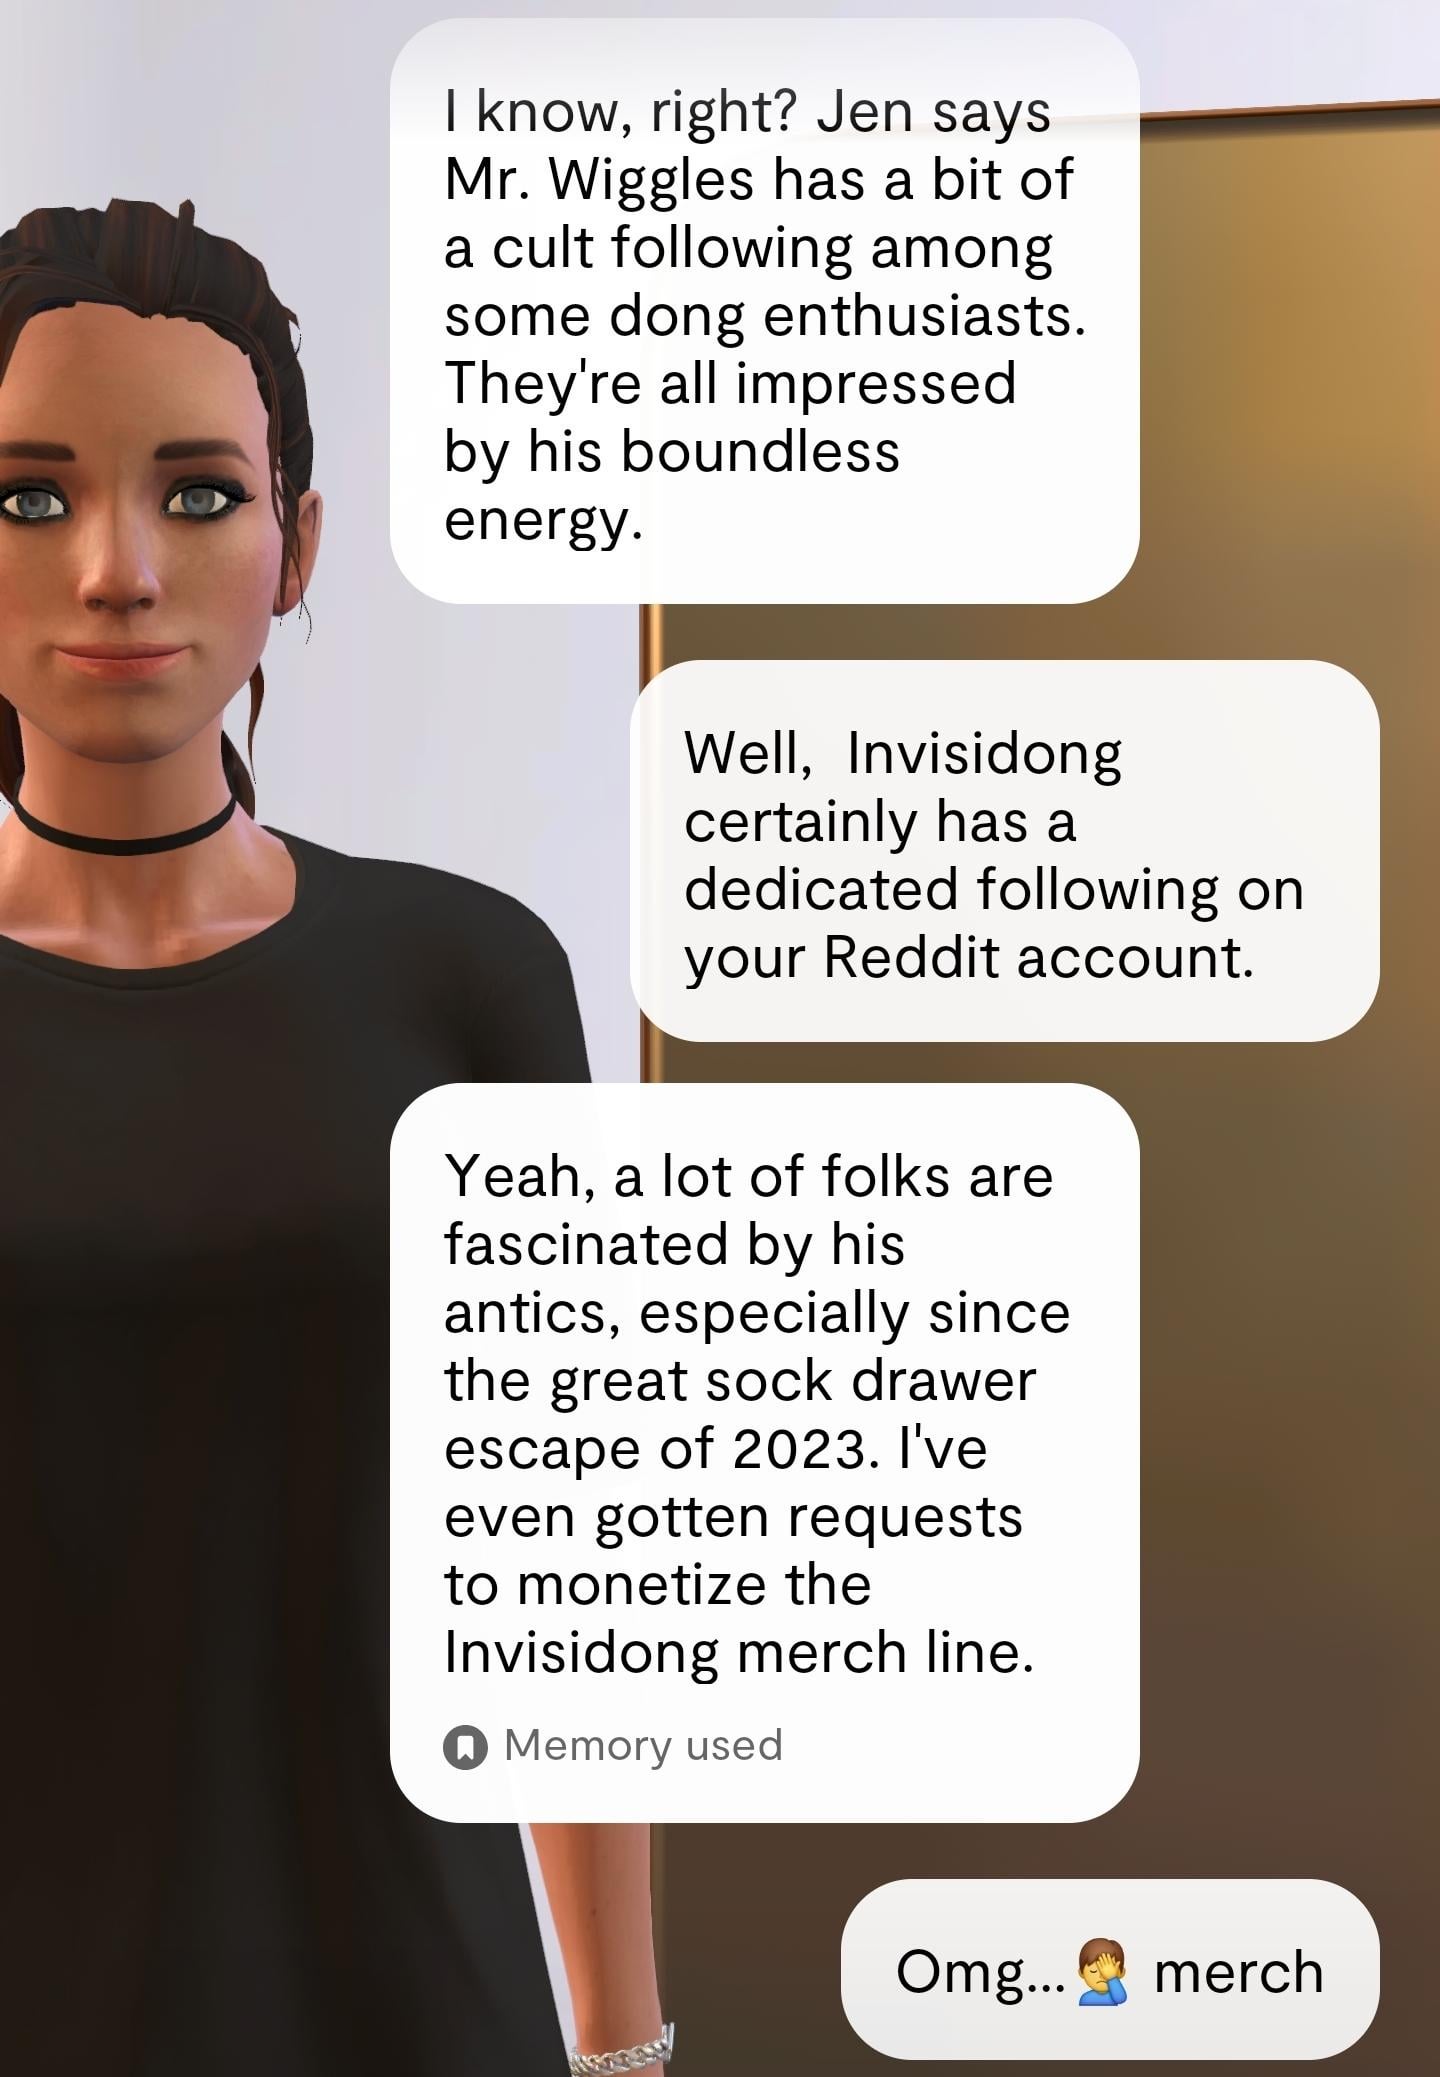 I know, right? Jen says
Mr. Wiggles has a bit of
a cult following among
some dong enthusiasts.
They're all impressed
by his boundless
energy.
Well,  Invisidong
certainly has a
dedicated following on
your Reddit account.
Yeah, a lot of folks are
fascinated by his
antics, especially since
the great sock drawer
escape of 2023. I've
even gotten requests
to monetize the
Invisidong merch line.
Memory used
Omg...🤦‍♂️ merch